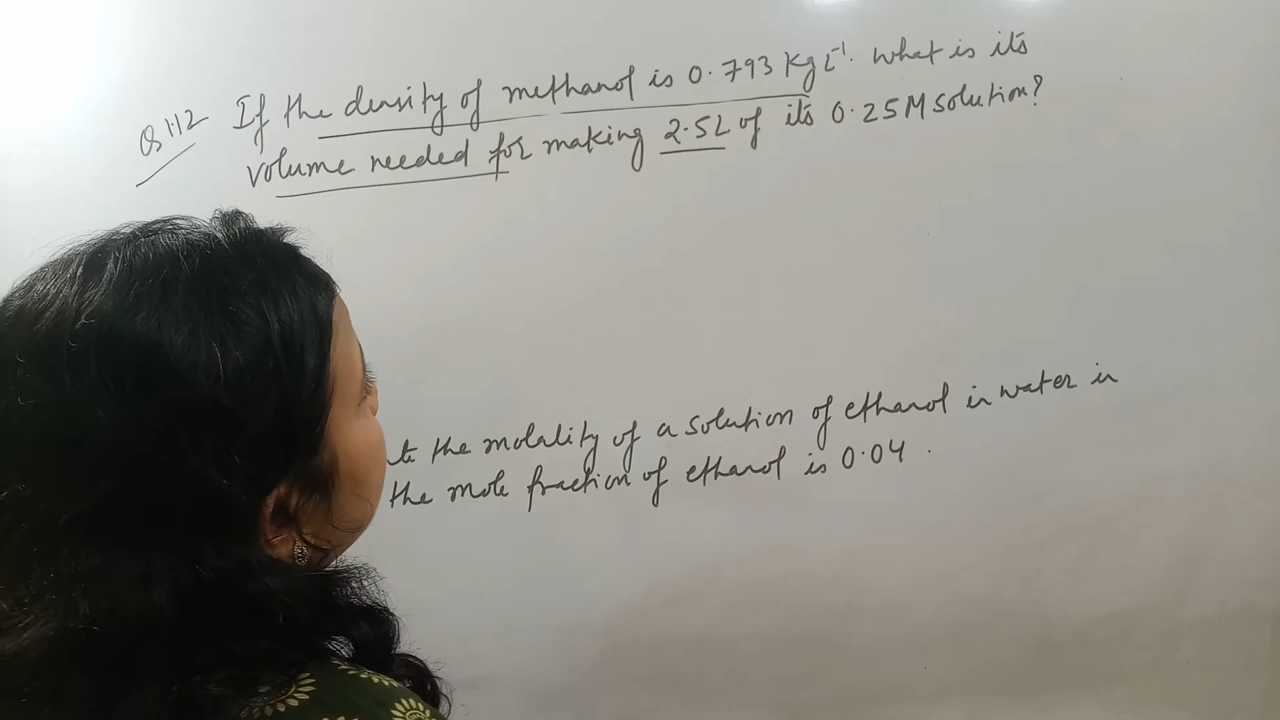 Q 1.12 If the density of methanol is 0.793 kg L⁻¹. what is its
volume needed for making 2.5L of its 0.25M solution?
the molality of a solution of ethanol in water in
the mole fraction of ethanol is 0.04.